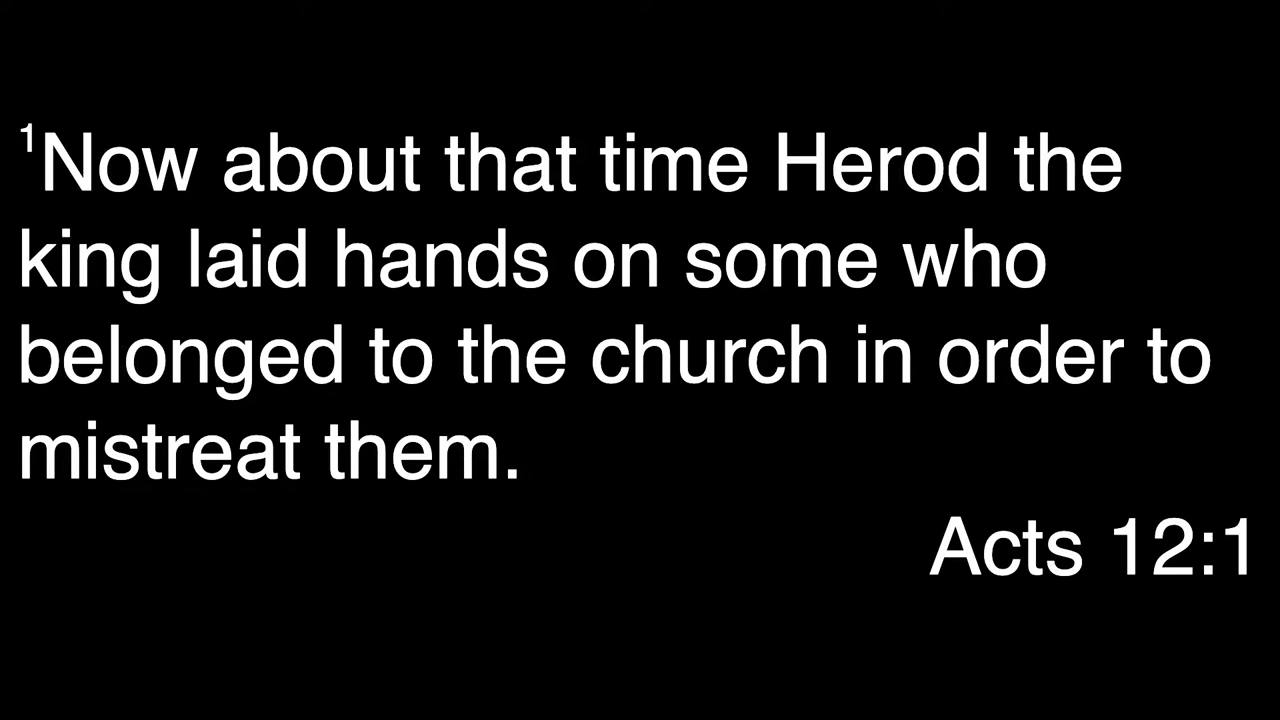 ¹Now about that time Herod the
king laid hands on some who
belonged to the church in order to
mistreat them.
Acts 12:1